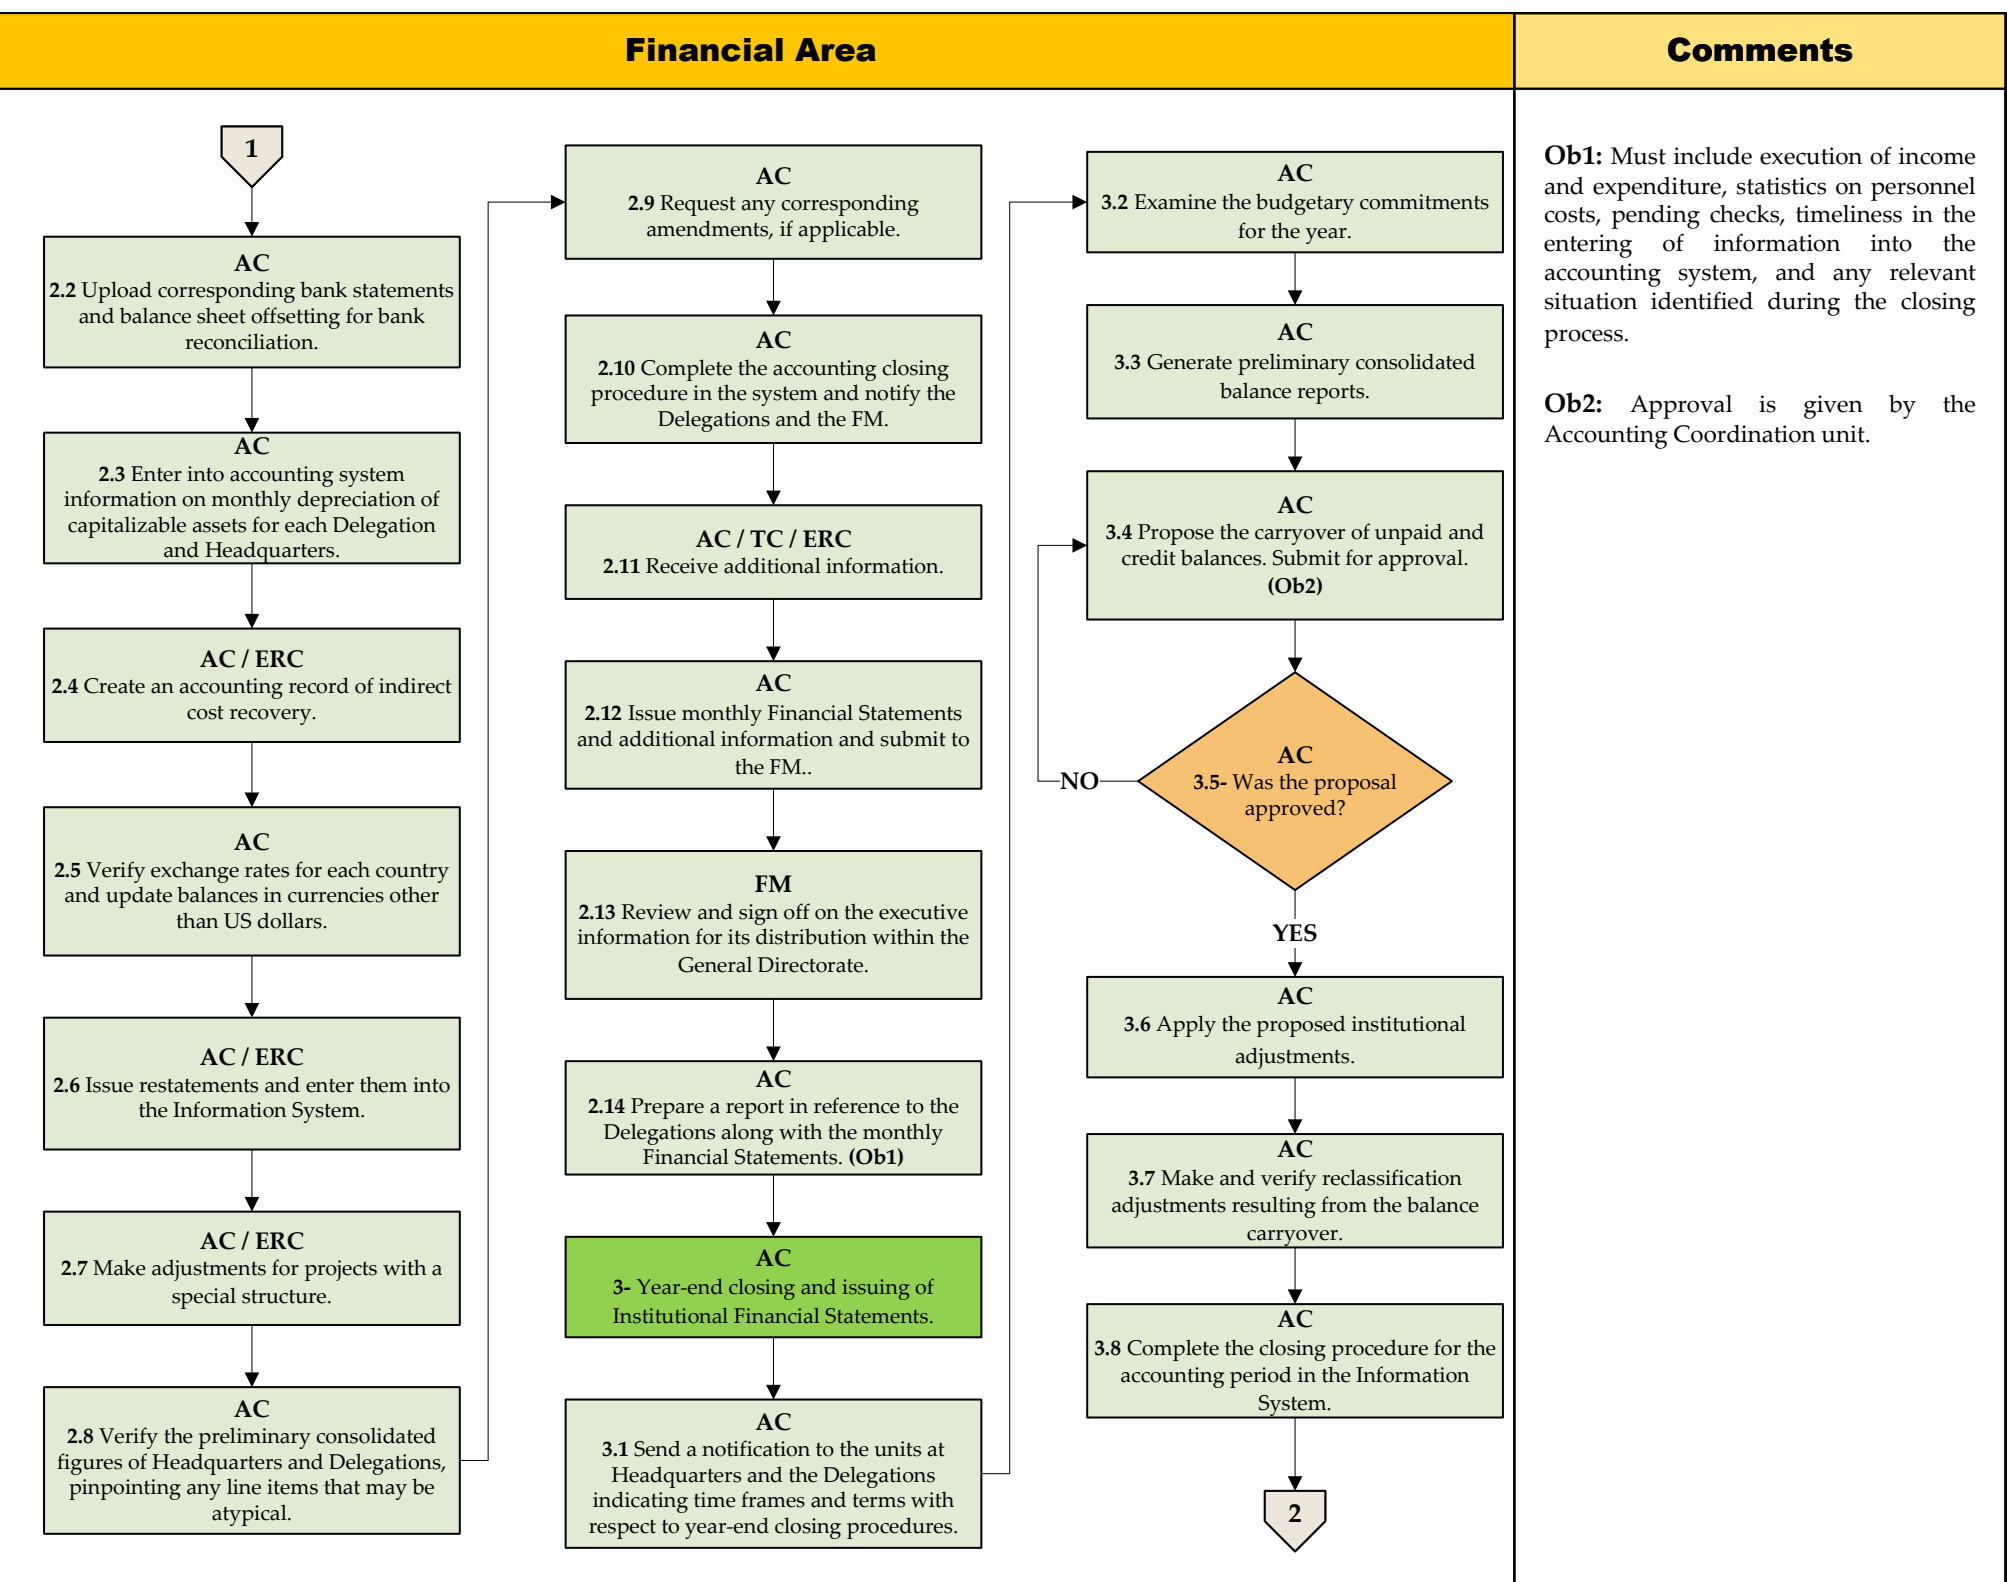 Financial Area
Comments
1
AC
2.2 Upload corresponding bank statements
and balance sheet offsetting for bank
reconciliation.
AC
2.3 Enter into accounting system
information on monthly depreciation of
capitalizable assets for each Delegation
and Headquarters.
AC / ERC
2.4 Create an accounting record of indirect
cost recovery.
AC
2.5 Verify exchange rates for each country
and update balances in currencies other
than US dollars.
AC / ERC
2.6 Issue restatements and enter them into
the Information System.
AC / ERC
2.7 Make adjustments for projects with a
special structure.
AC
2.8 Verify the preliminary consolidated
figures of Headquarters and Delegations,
pinpointing any line items that may be
atypical.
AC
2.9 Request any corresponding
amendments, if applicable.
AC
2.10 Complete the accounting closing
procedure in the system and notify the
Delegations and the FM.
AC / TC / ERC
2.11 Receive additional information.
AC
2.12 Issue monthly Financial Statements
and additional information and submit to
the FM..
FM
2.13 Review and sign off on the executive
information for its distribution within the
General Directorate.
AC
2.14 Prepare a report in reference to the
Delegations along with the monthly
Financial Statements. (Ob1)
AC
3- Year-end closing and issuing of
Institutional Financial Statements.
AC
3.1 Send a notification to the units at
Headquarters and the Delegations
indicating time frames and terms with
respect to year-end closing procedures.
AC
3.2 Examine the budgetary commitments
for the year.
AC
3.3 Generate preliminary consolidated
balance reports.
AC
3.4 Propose the carryover of unpaid and
credit balances. Submit for approval.
(Ob2)
AC
3.5- Was the proposal
approved?
NO
YES
AC
3.6 Apply the proposed institutional
adjustments.
AC
3.7 Make and verify reclassification
adjustments resulting from the balance
carryover.
AC
3.8 Complete the closing procedure for the
accounting period in the Information
System.
2
Ob1: Must include execution of income
and expenditure, statistics on personnel
costs, pending checks, timeliness in the
entering of information into the
accounting system, and any relevant
situation identified during the closing
process.
Ob2: Approval is given by the
Accounting Coordination unit.